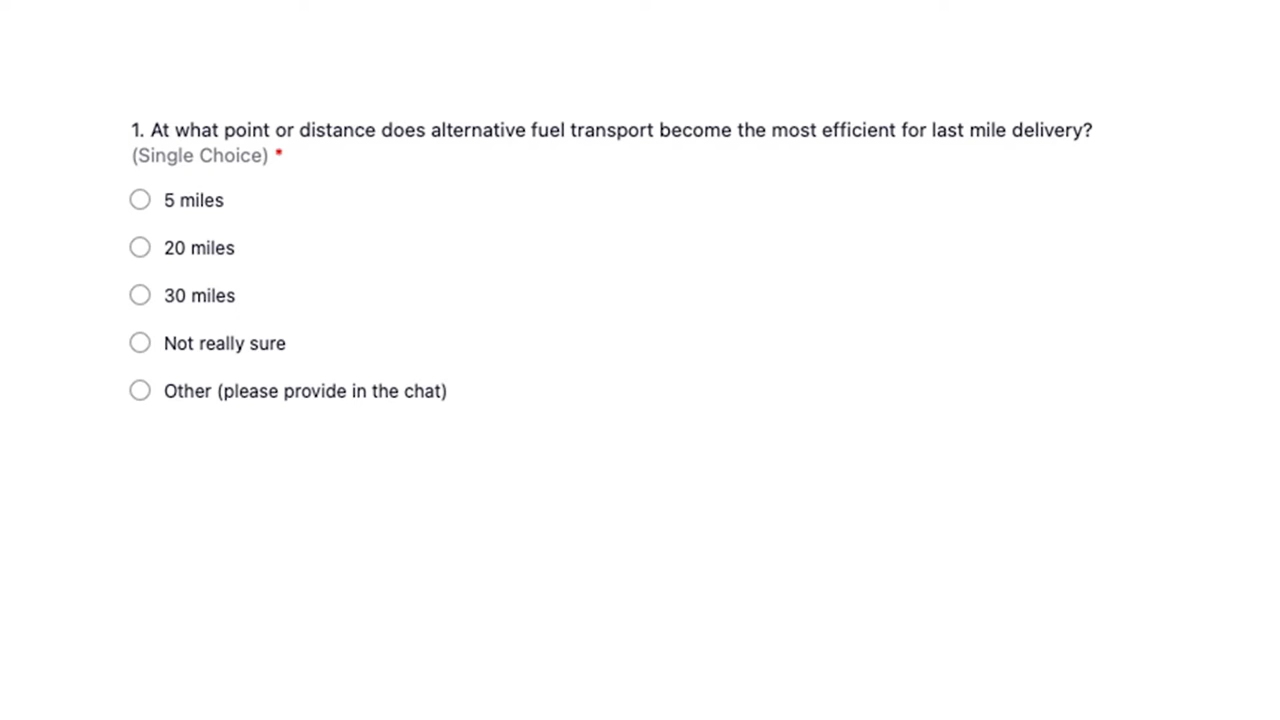 1. At what point or distance does alternative fuel transport become the most efficient for last mile delivery?
(Single Choice) *
5 miles
20 miles
30 miles
Not really sure
Other (please provide in the chat)